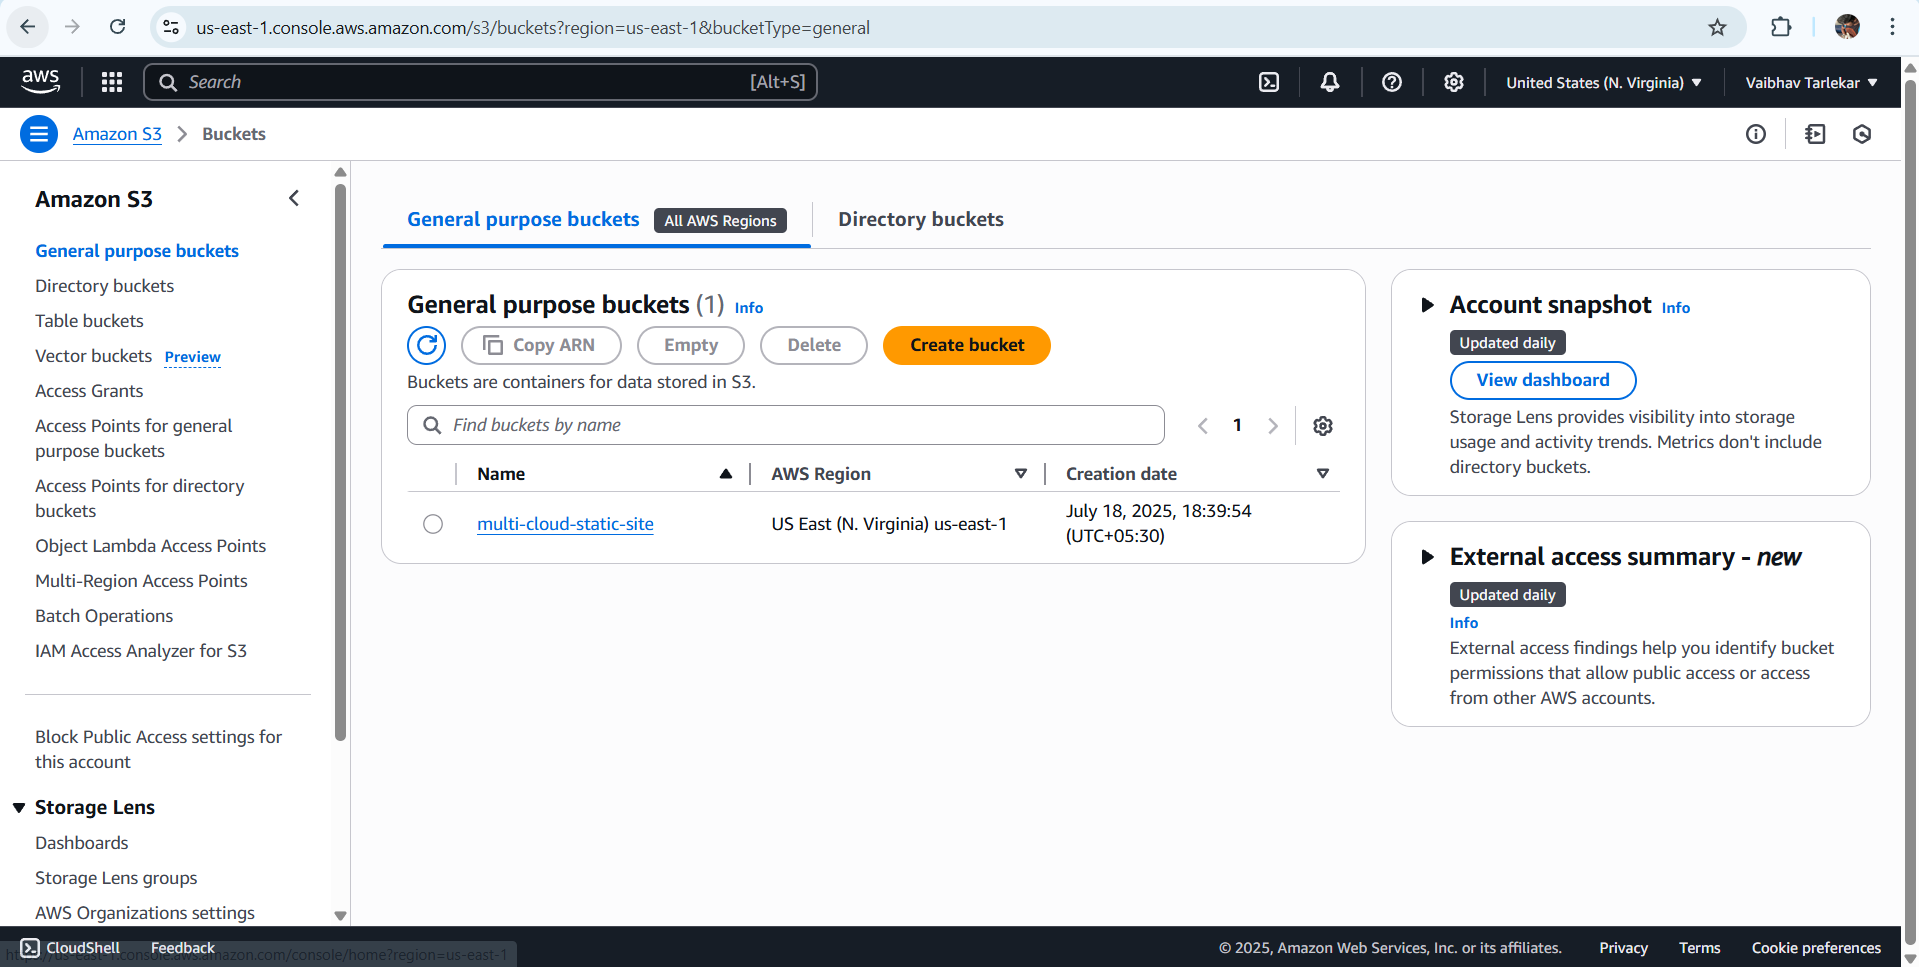 us-east-1.console.aws.amazon.com/s3/buckets?region=us-east-1&bucketType=general
aws
Search
[Alt+S]
United States (N. Virginia)
Vaibhav Tarlekar
Amazon S3
Buckets
Amazon S3
General purpose buckets
Directory buckets
Table buckets
Vector buckets Preview
Access Grants
Access Points for general
purpose buckets
Access Points for directory
buckets
Object Lambda Access Points
Multi-Region Access Points
Batch Operations
IAM Access Analyzer for S3
Block Public Access settings for
this account
Storage Lens
Dashboards
Storage Lens groups
AWS Organizations settings
General purpose buckets All AWS Regions
Directory buckets
General purpose buckets (1) Info
Copy ARN
Empty
Delete
Create bucket
Buckets are containers for data stored in S3.
Find buckets by name
1
Name
AWS Region
Creation date
multi-cloud-static-site
US East (N. Virginia) us-east-1
July 18, 2025, 18:39:54
(UTC+05:30)
Account snapshot Info
Updated daily
View dashboard
Storage Lens provides visibility into storage
usage and activity trends. Metrics don't include
directory buckets.
External access summary - new
Updated daily
Info
External access findings help you identify bucket
permissions that allow public access or access
from other AWS accounts.
CloudShell
Feedback
https://us-east-1.console.aws.amazon.com/console/home?region=us-east-1
© 2025, Amazon Web Services, Inc. or its affiliates.
Privacy
Terms
Cookie preferences